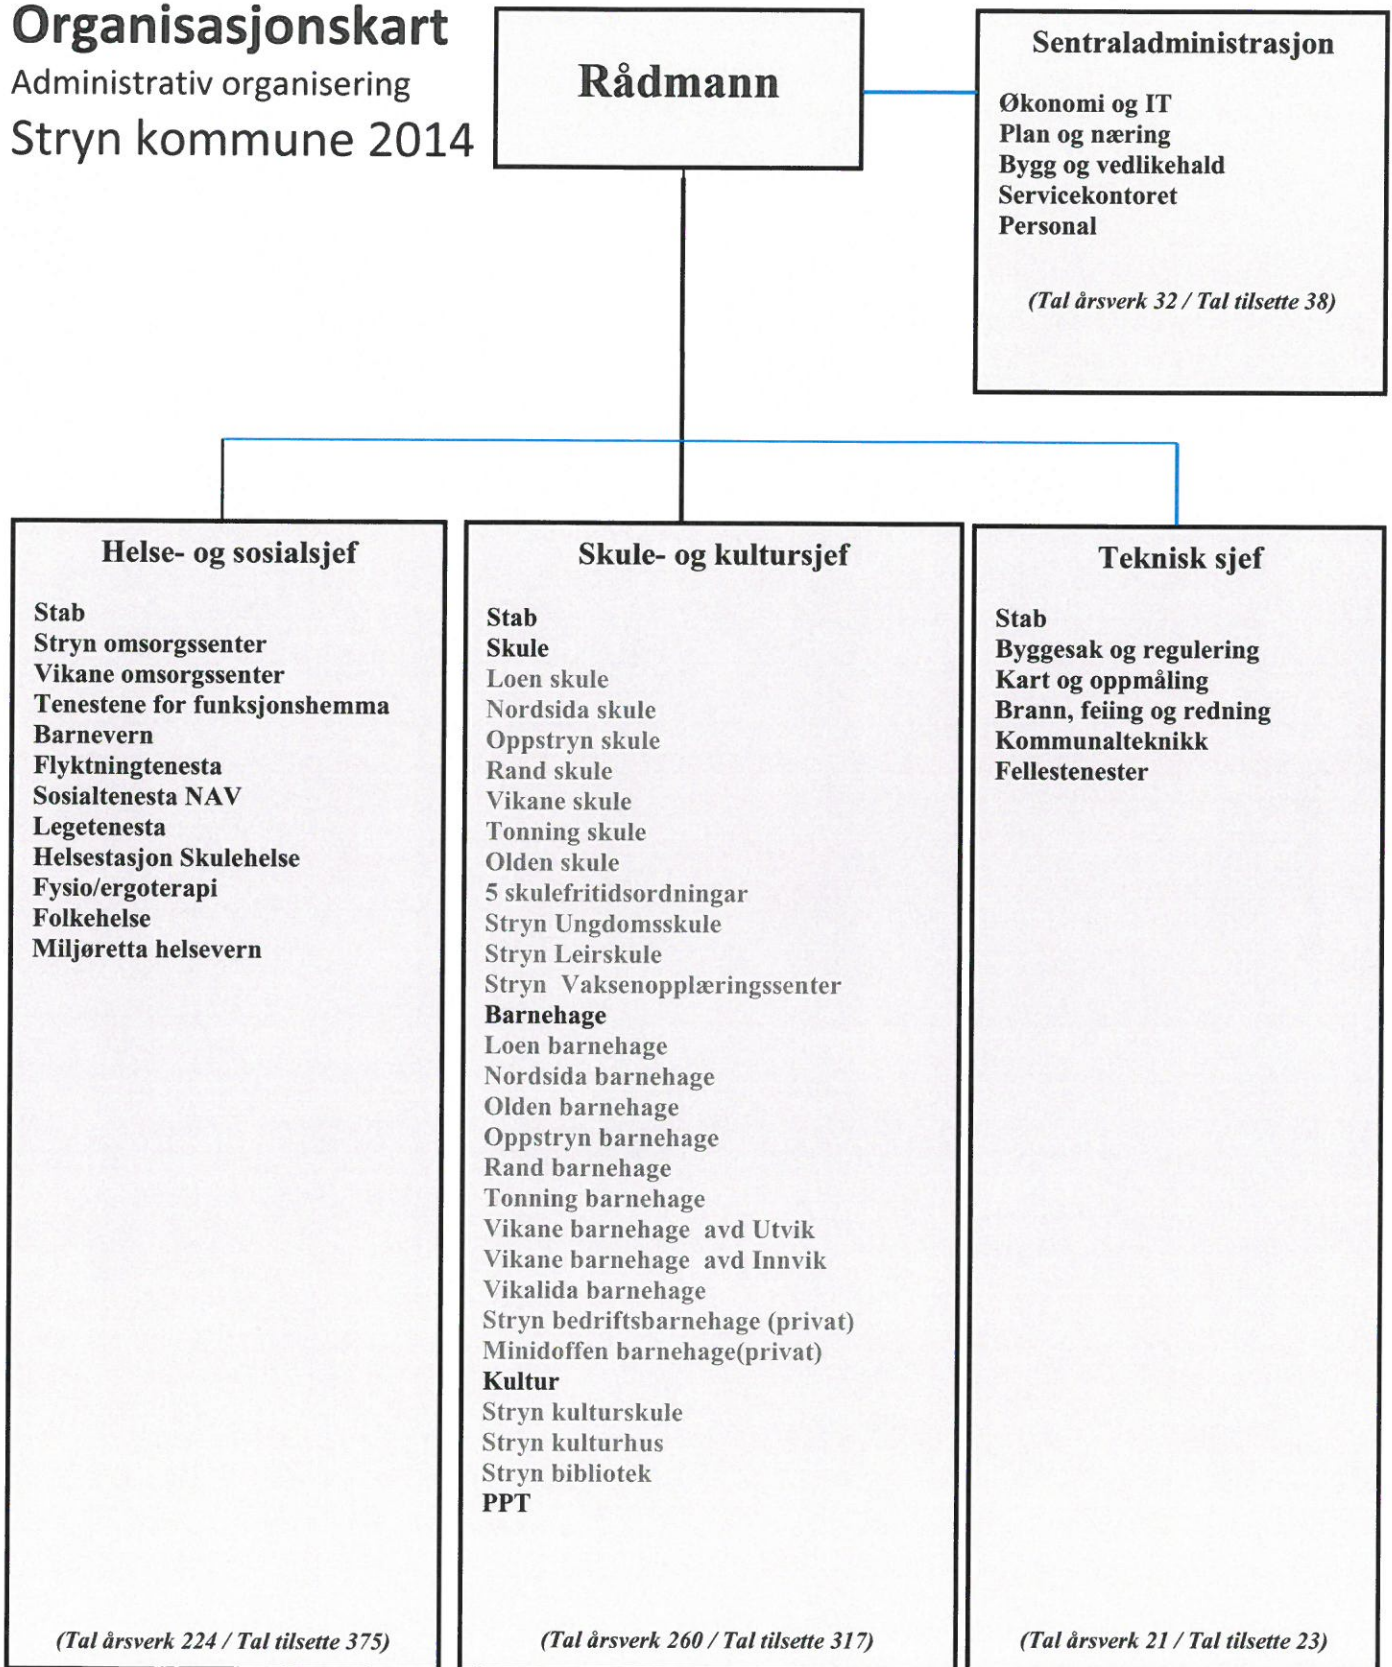 Organisasjonskart
Administrativ organisering
Stryn kommune 2014
Rådmann
Sentraladministrasjon
Økonomi og IT
Plan og næring
Bygg og vedlikehald
Servicekontoret
Personal
(Tal årsverk 32 / Tal tilsette 38)
Helse- og sosialsjef
Stab
Stryn omsorgssenter
Vikane omsorgssenter
Tenestene for funksjonshemma
Barnevern
Flyktningtenesta
Sosialtenesta NAV
Legetenesta
Helsestasjon Skulehelse
Fysio/ergoterapi
Folkehelse
Miljøretta helsevern
(Tal årsverk 224 / Tal tilsette 375)
Skule- og kultursjef
Stab
Skule
Loen skule
Nordsida skule
Oppstryn skule
Rand skule
Vikane skule
Tonning skule
Olden skule
5 skulefritidsordningar
Stryn Ungdomsskule
Stryn Leirskule
Stryn  Vaksenopplæringssenter
Barnehage
Loen barnehage
Nordsida barnehage
Olden barnehage
Oppstryn barnehage
Rand barnehage
Tonning barnehage
Vikane barnehage  avd Utvik
Vikane barnehage  avd Innvik
Vikalida barnehage
Stryn bedriftsbarnehage (privat)
Minidoffen barnehage(privat)
Kultur
Stryn kulturskule
Stryn kulturhus
Stryn bibliotek
PPT
(Tal årsverk 260 / Tal tilsette 317)
Teknisk sjef
Stab
Byggesak og regulering
Kart og oppmåling
Brann, feiing og redning
Kommunalteknikk
Fellestenester
(Tal årsverk 21 / Tal tilsette 23)